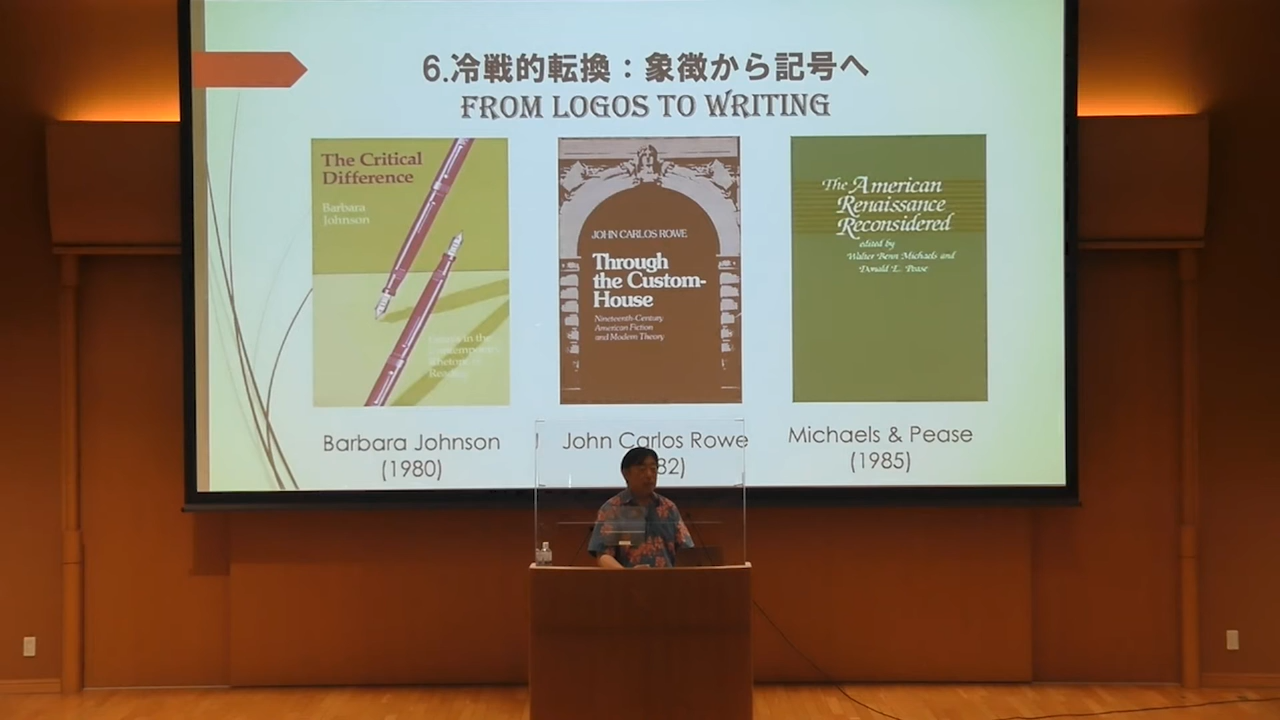 6.冷戦的転換：象徴から記号へ
FROM LOGOS TO WRITING
The Critical
Difference
Barbara
Johnson
in the
JOHN CARLOS ROWE
Through
the Custom-
House
Nineteenth-Century
American Fiction
and Modern Theory
The American
Renaissance
Reconsidered
edited by
Walter Benn Michaels and
Donald E. Pease
Barbara Johnson
(1980)
John Carlos Rowe
82)
Michaels & Pease
(1985)